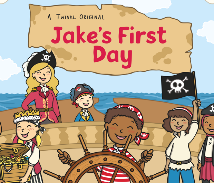 A TWINKL ORIGINAL
Jake's First
Day